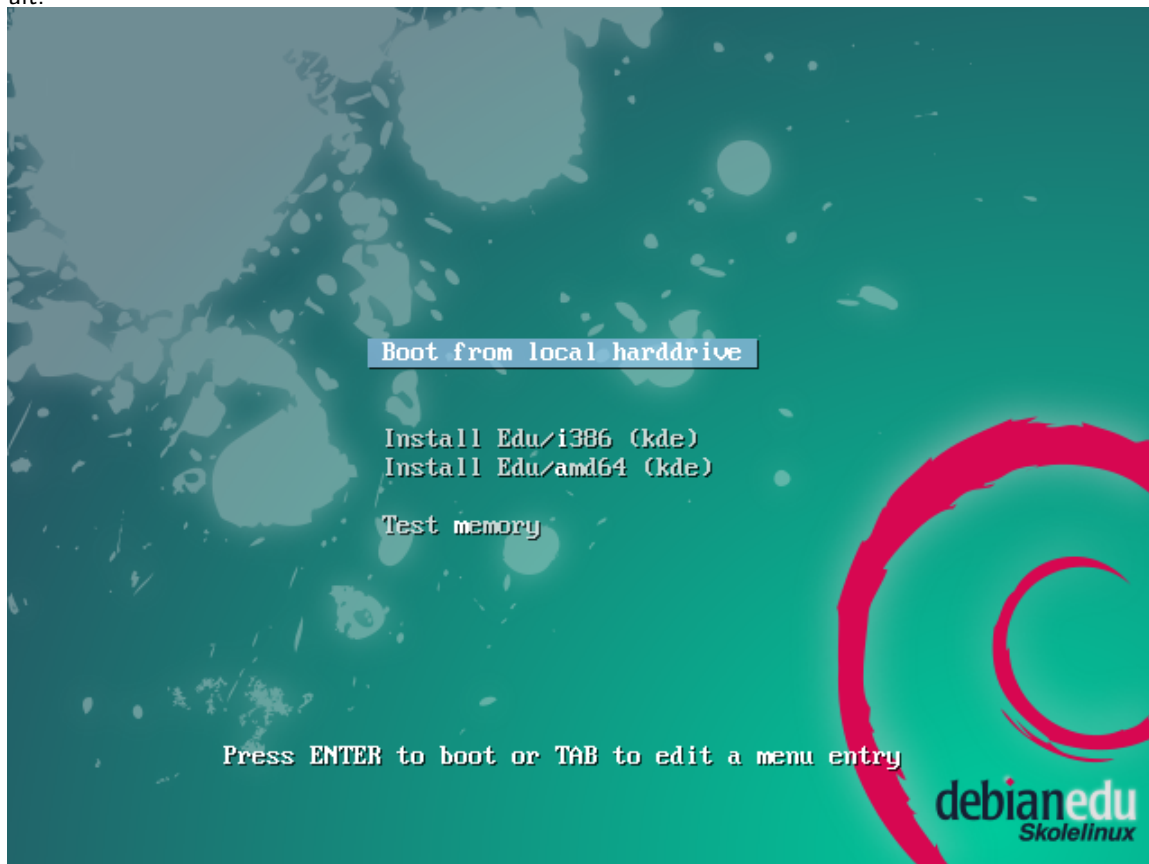 Boot from local harddrive
Install Edu/i386 (kde)
Install Edu/amd64 (kde)
Test memory
Press ENTER to boot or TAB to edit a menu entry
debianedu
Skolelinux